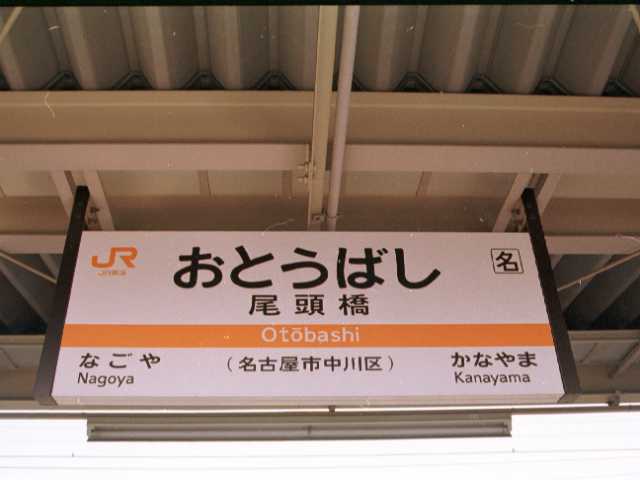 JR
JR東海
おとうばし
名
尾頭橋
Otōbashi
なごや
Nagoya
（名古屋市中川区）
かなやま
Kanayama